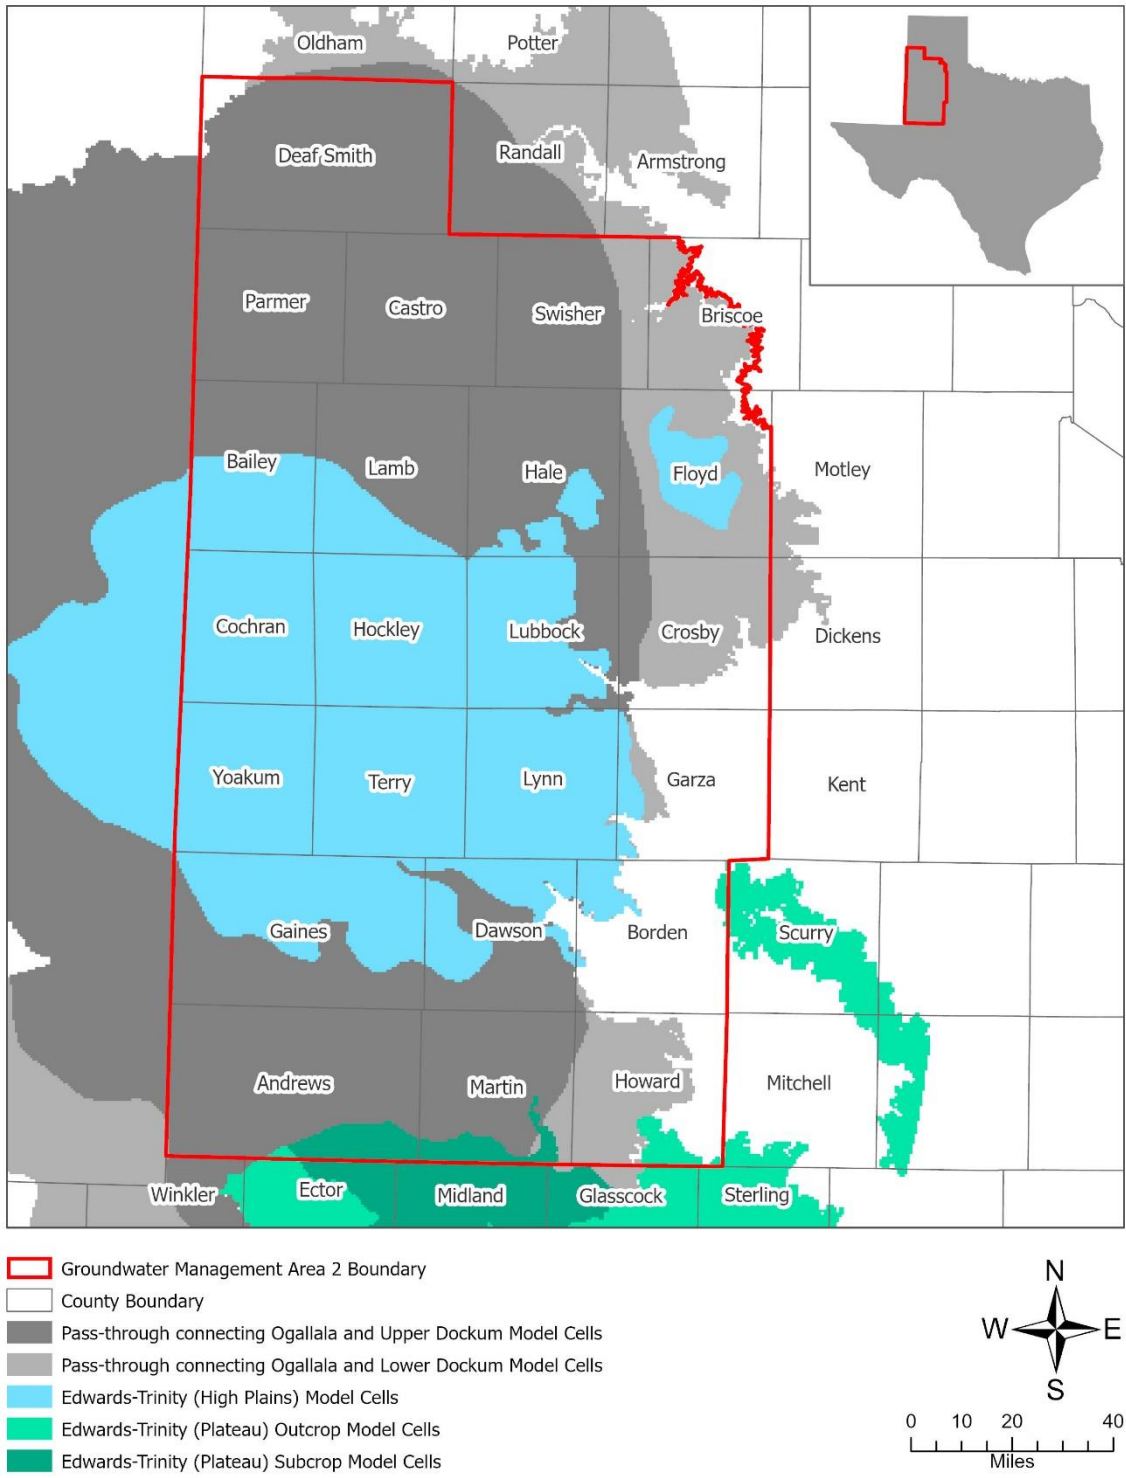 Oldham
Potter
Deaf Smith
Randall
Armstrong
Parmer
Castro
Swisher
Briscoe
Bailey
Lamb
Hale
Floyd
Motley
Cochran
Hockley
Lubbock
Crosby
Dickens
Yoakum
Terry
Lynn
Garza
Kent
Gaines
Dawson
Borden
Scurry
Andrews
Martin
Howard
Mitchell
Winkler
Ector
Midland
Glasscock
Sterling
Groundwater Management Area 2 Boundary
County Boundary
Pass-through connecting Ogallala and Upper Dockum Model Cells
Pass-through connecting Ogallala and Lower Dockum Model Cells
Edwards-Trinity (High Plains) Model Cells
Edwards-Trinity (Plateau) Outcrop Model Cells
Edwards-Trinity (Plateau) Subcrop Model Cells
N
W E
S
0 10 20 40
Miles